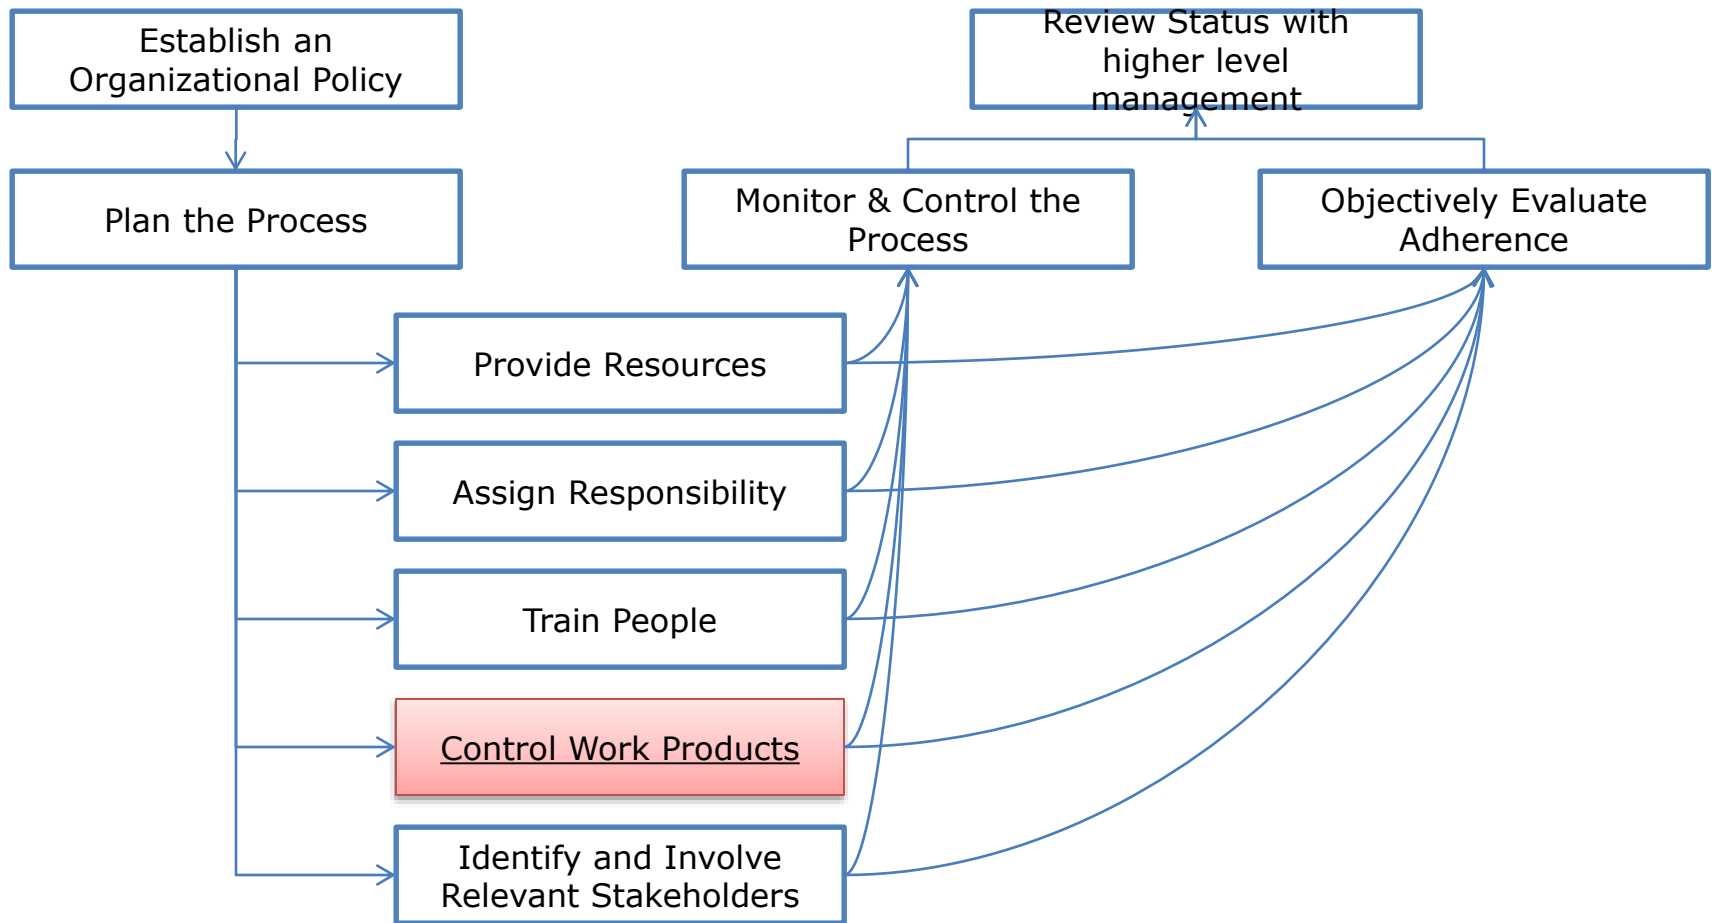 Establish an
Organizational Policy
Review Status with
higher level
management
Plan the Process
Monitor & Control the
Process
Objectively Evaluate
Adherence
Provide Resources
Assign Responsibility
Train People
Control Work Products
Identify and Involve
Relevant Stakeholders